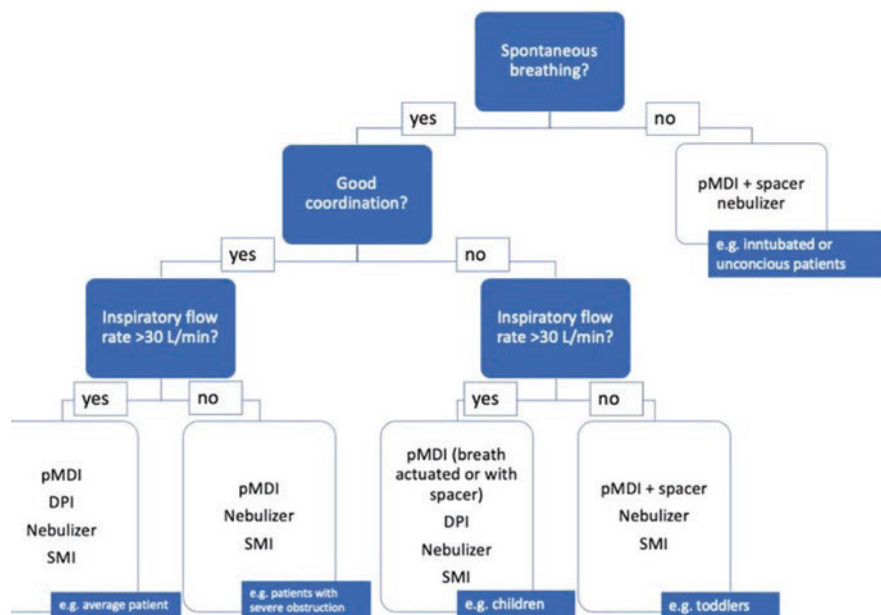 Spontaneous
breathing?
yes
no
Good
coordination?
pMDI + spacer
nebulizer
e.g. inntubated or
unconcious patients
yes
no
Inspiratory flow
rate >30 L/min?
Inspiratory flow
rate >30 L/min?
yes
no
yes
no
pMDI
DPI
Nebulizer
SMI
e.g. average patient
pMDI
Nebulizer
SMI
e.g. patients with
severe obstruction
pMDI (breath
actuated or with
spacer)
DPI
Nebulizer
SMI
e.g. children
pMDI + spacer
Nebulizer
SMI
e.g. toddlers